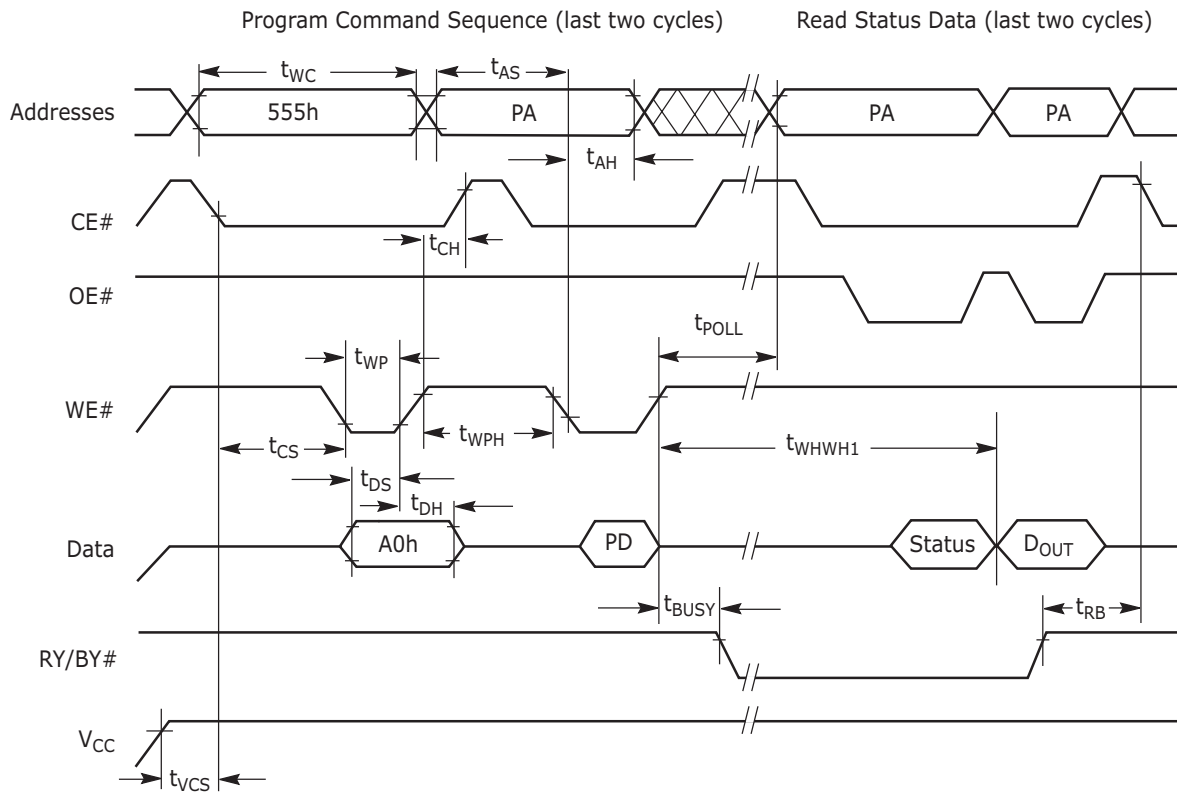 Program Command Sequence (last two cycles) Read Status Data (last two cycles)
tWC tAS
Addresses 555h PA PA PA
tAH
CE#
tCH
OE#
tPOLL
tWP
WE#
tCS tWPH tWHWH1
tDS
tDH
Data A0h PD Status DOUT
tBUSY tRB
RY/BY#
VCC
tVCS